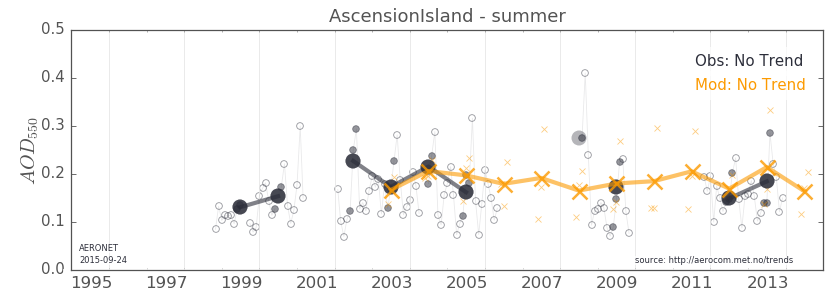 AscensionIsland - summer
0.5
0.4
0.3
0.2
0.1
0.0
AOD550
Obs: No Trend
Mod: No Trend
AERONET
2015-09-24
source: http://aerocom.met.no/trends
1995 1997 1999 2001 2003 2005 2007 2009 2011 2013